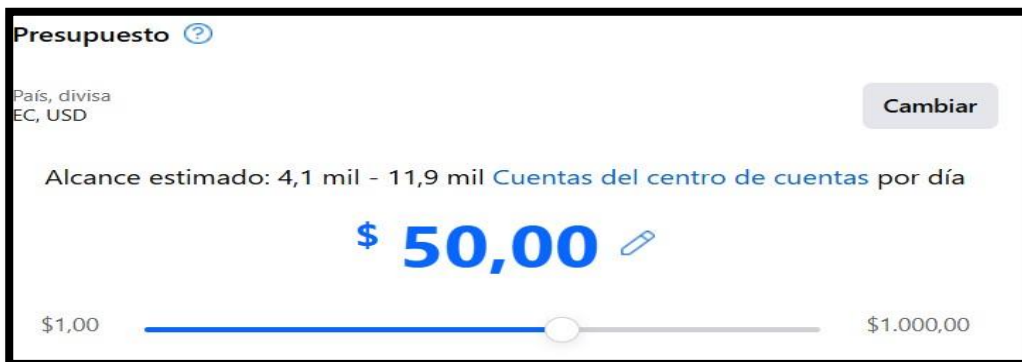 Presupuesto ?
País, divisa
EC, USD
Cambiar
Alcance estimado: 4,1 mil - 11,9 mil Cuentas del centro de cuentas por día
$ 50,00
$1,00
$1.000,00